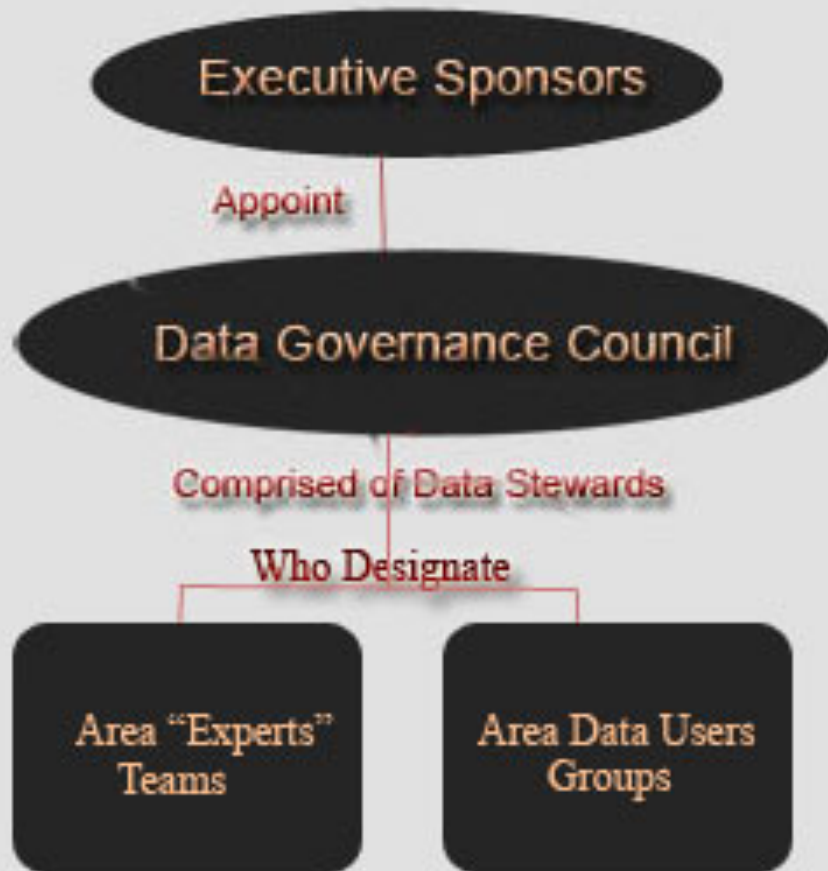 Executive Sponsors
Appoint
Data Governance Council
Comprised of Data Stewards
Who Designate
Area “Experts”
Teams
Area Data Users
Groups